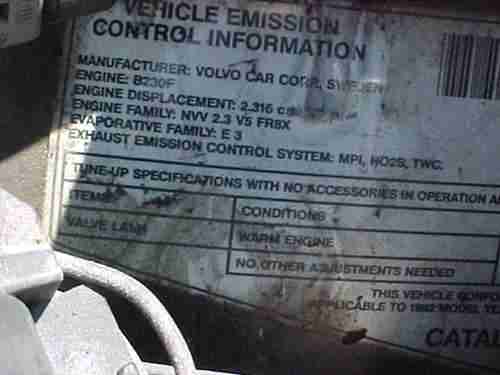 VEHICLE EMISSION
CONTROL INFORMATION
MANUFACTURER: VOLVO CAR CORP, SWEDEN
ENGINE: B230F
ENGINE DISPLACEMENT: 2.316
ENGINE FAMILY: NVV 2.3 V5 FR8X
EVAPORATIVE FAMILY: E 3
EXHAUST EMISSION CONTROL SYSTEM: MPI, HO2S, TWC.
TUNE-UP SPECIFICATIONS WITH NO ACCESSORIES IN OPERATION
ITEMS CONDITIONS
VALVE WARM ENGINE
NO OTHER ADJUSTMENTS NEEDED
THIS VEHICLE
APPLICABLE TO 1992 MODEL
CATAL